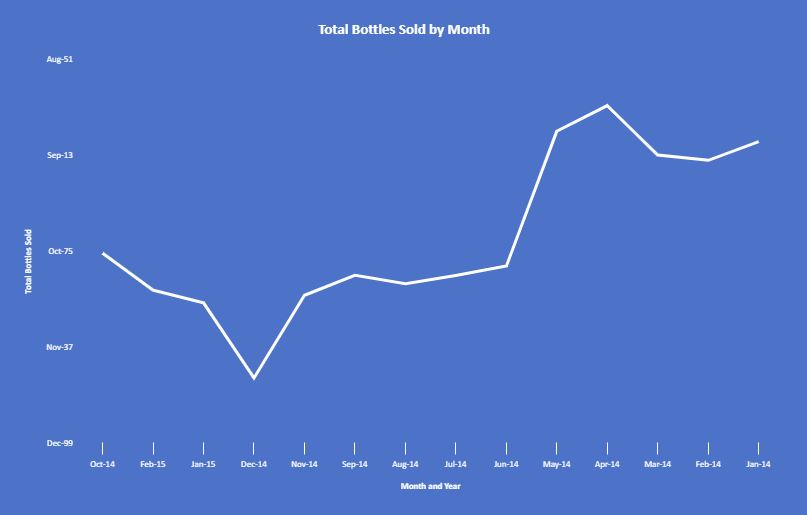 Total Bottles Sold by Month
Aug-51
Sep-13
Oct-75
Nov-37
Dec-99
Total Bottles Sold
Oct-14 Feb-15 Jan-15 Dec-14 Nov-14 Sep-14 Aug-14 Jul-14 Jun-14 May-14 Apr-14 Mar-14 Feb-14 Jan-14
Month and Year